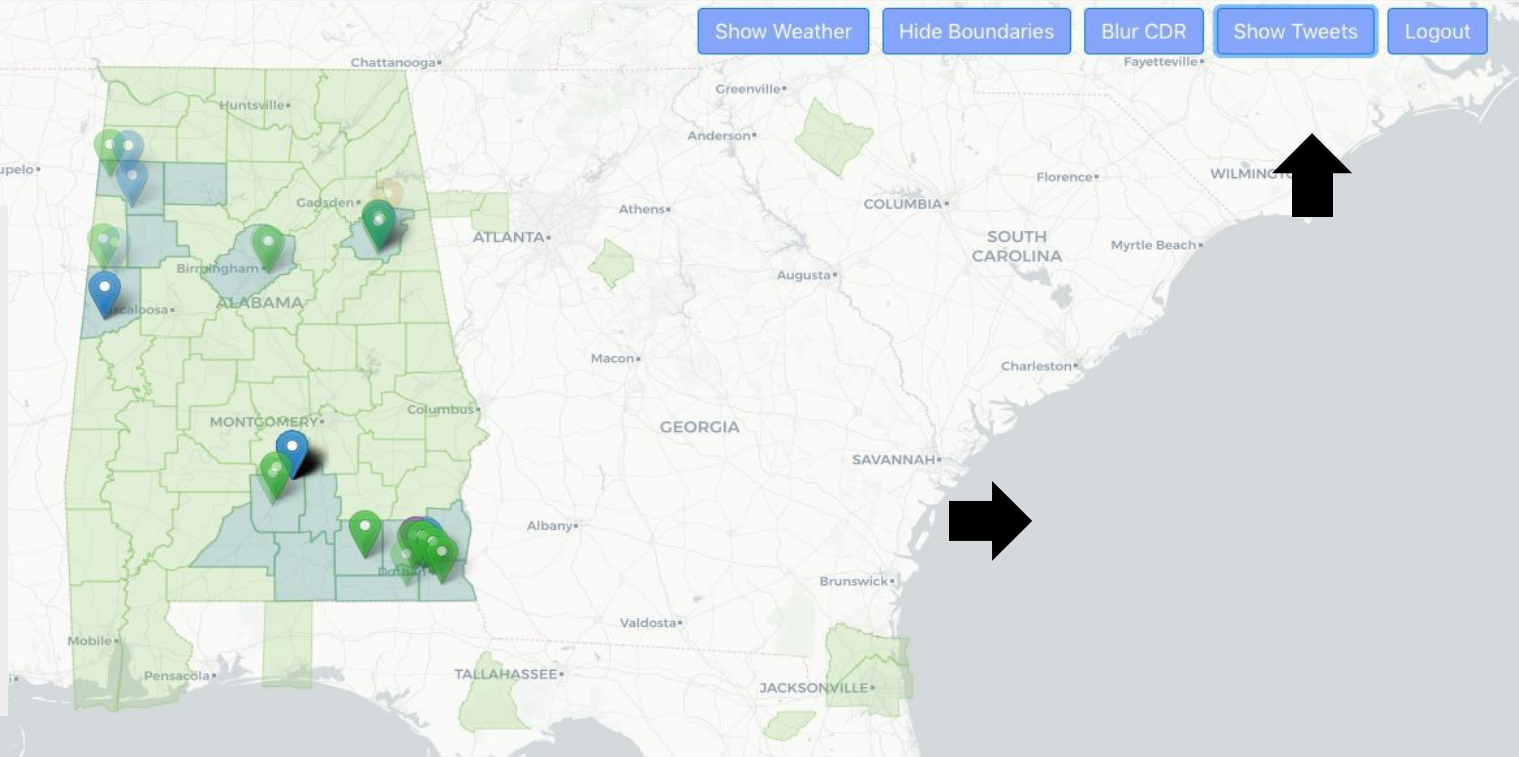 Show Weather
Hide Boundaries
Blur CDR
Show Tweets
Logout
Chattanooga
Fayetteville
Greenville
Huntsville
Anderson
upelo
Florence
WILMINGT
Gadsden
Athens
COLUMBIA
ATLANTA
SOUTH
CAROLINA
Myrtle Beach
Birmingham
Augusta
ALABAMA
scaloosa
Macon
Charleston
Columbus
MONTGOMERY
GEORGIA
SAVANNAH
Albany
Brunswick
Valdosta
Mobile
Pensacola
TALLAHASSEE
JACKSONVILLE